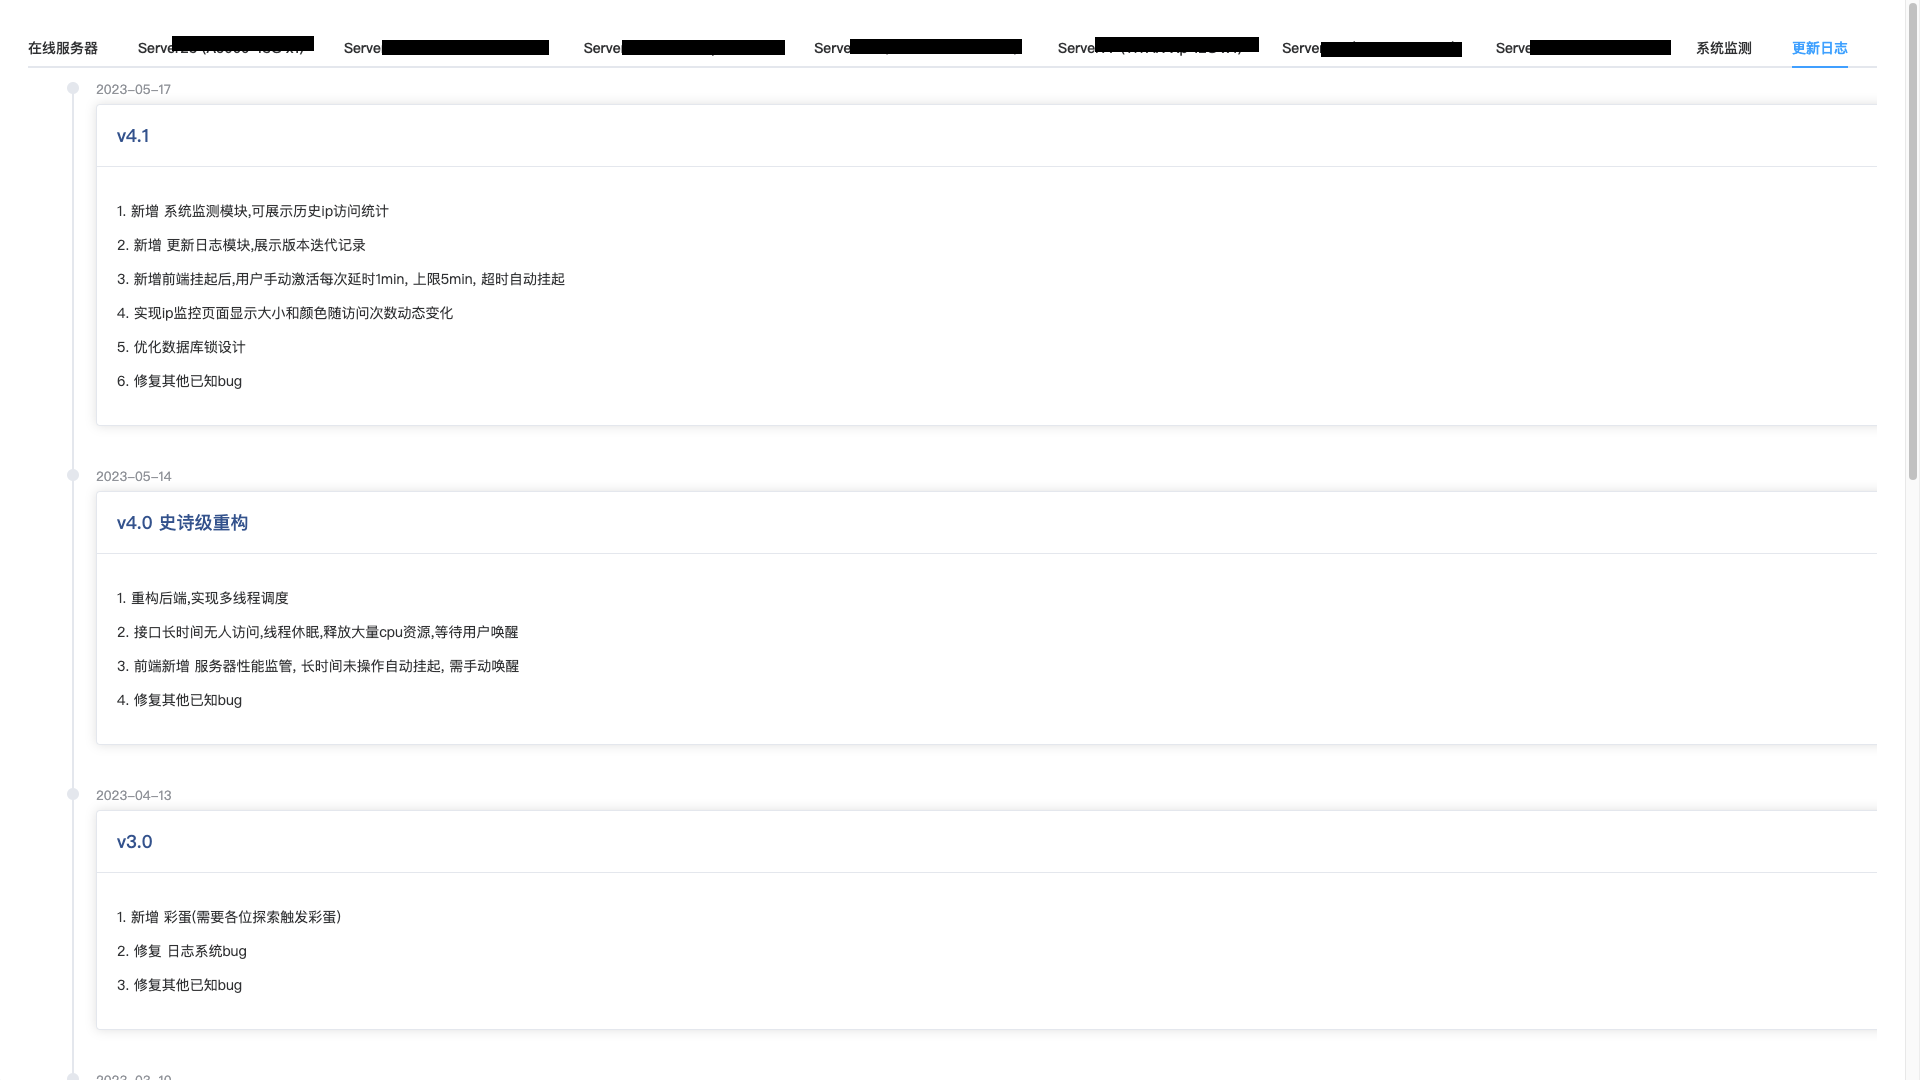 在线服务器 Server Serve Serve Serve Serve Server Serve 系统监测 更新日志
2023-05-17
v4.1
1. 新增 系统监测模块,可展示历史ip访问统计
2. 新增 更新日志模块,展示版本迭代记录
3. 新增前端挂起后,用户手动激活每次延时1min, 上限5min, 超时自动挂起
4. 实现ip监控页面显示大小和颜色随访问次数动态变化
5. 优化数据库锁设计
6. 修复其他已知bug
2023-05-14
v4.0 史诗级重构
1. 重构后端,实现多线程调度
2. 接口长时间无人访问,线程休眠,释放大量cpu资源,等待用户唤醒
3. 前端新增 服务器性能监管, 长时间未操作自动挂起, 需手动唤醒
4. 修复其他已知bug
2023-04-13
v3.0
1. 新增 彩蛋(需要各位探索触发彩蛋)
2. 修复 日志系统bug
3. 修复其他已知bug